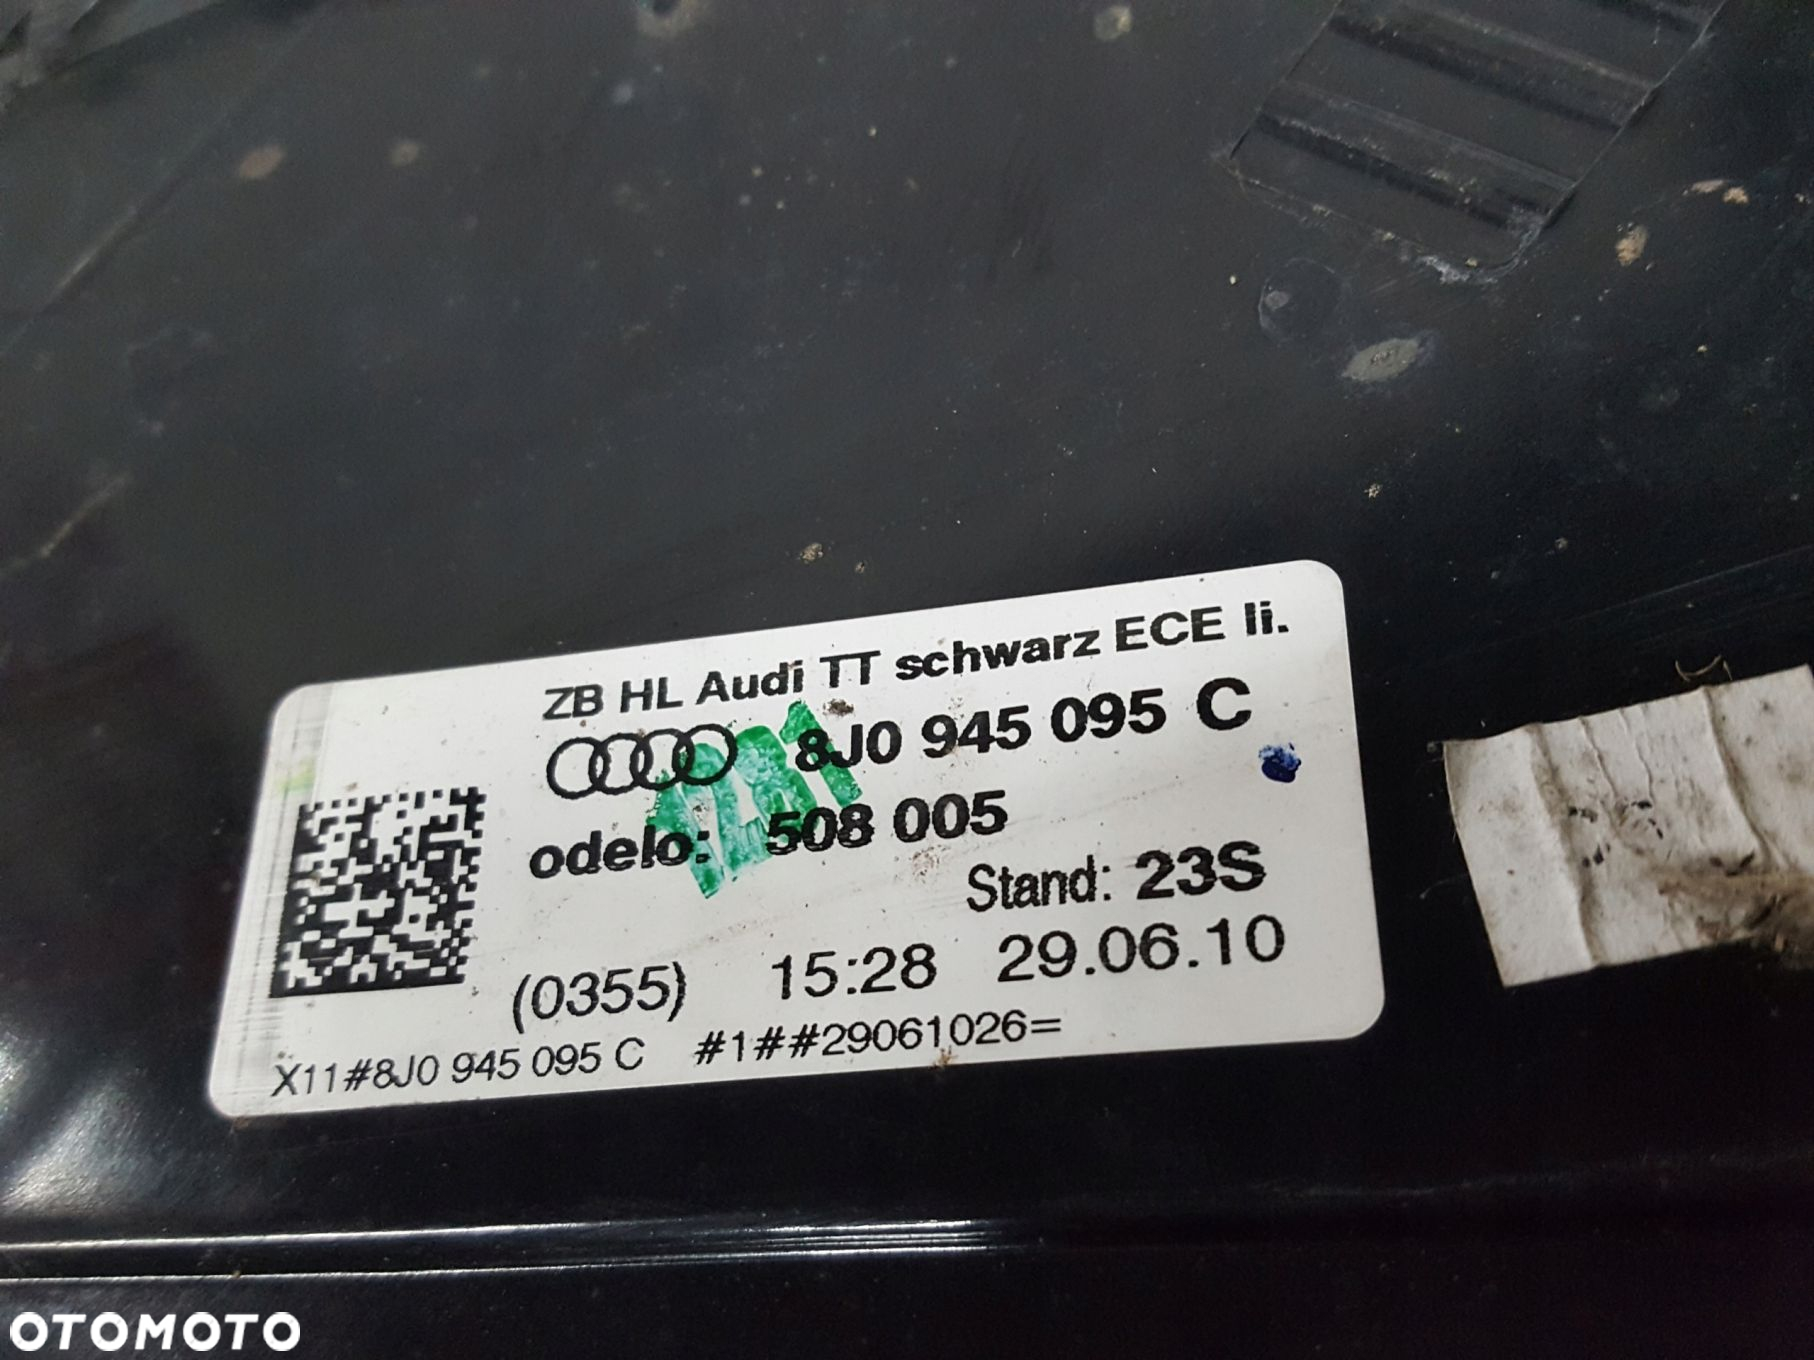 ZB HL Audi TT schwarz ECE li.
8J0 945 095 C
odelo: 508 005
Stand: 23S
(0355) 15:28 29.06.10
X11#8J0 945 095 C #1##29061026=
OTOMOTO